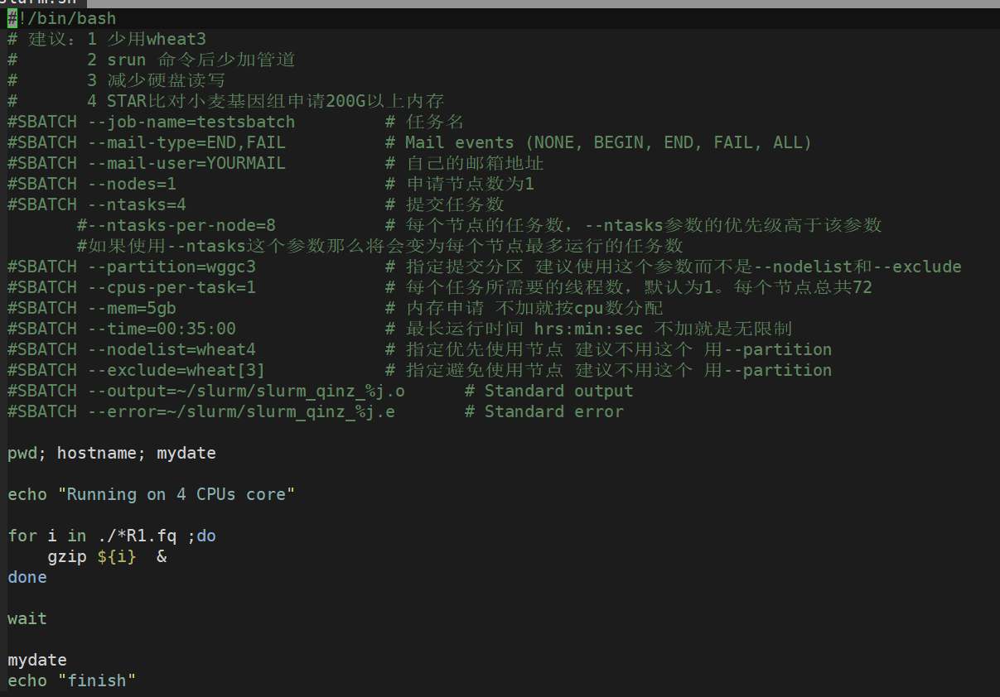 slurm.sh
#!/bin/bash
# 建议：1 少用wheat3
#       2 srun 命令后少加管道
#       3 减少硬盘读写
#       4 STAR比对小麦基因组申请200G以上内存
#SBATCH --job-name=testsbatch         # 任务名
#SBATCH --mail-type=END,FAIL          # Mail events (NONE, BEGIN, END, FAIL, ALL)
#SBATCH --mail-user=YOURMAIL          # 自己的邮箱地址
#SBATCH --nodes=1                     # 申请节点数为1
#SBATCH --ntasks=4                    # 提交任务数
       #--ntasks-per-node=8           # 每个节点的任务数，--ntasks参数的优先级高于该参数
       #如果使用--ntasks这个参数那么将会变为每个节点最多运行的任务数
#SBATCH --partition=wggc3             # 指定提交分区 建议使用这个参数而不是--nodelist和--exclude
#SBATCH --cpus-per-task=1             # 每个任务所需要的线程数，默认为1。每个节点总共72
#SBATCH --mem=5gb                     # 内存申请 不加就按cpu数分配
#SBATCH --time=00:35:00               # 最长运行时间 hrs:min:sec 不加就是无限制
#SBATCH --nodelist=wheat4             # 指定优先使用节点 建议不用这个 用--partition
#SBATCH --exclude=wheat[3]            # 指定避免使用节点 建议不用这个 用--partition
#SBATCH --output=~/slurm/slurm_qinz_%j.o      # Standard output
#SBATCH --error=~/slurm/slurm_qinz_%j.e       # Standard error
pwd; hostname; mydate
echo "Running on 4 CPUs core"
for i in ./*R1.fq ;do
    gzip ${i}  &
done
wait
mydate
echo "finish"